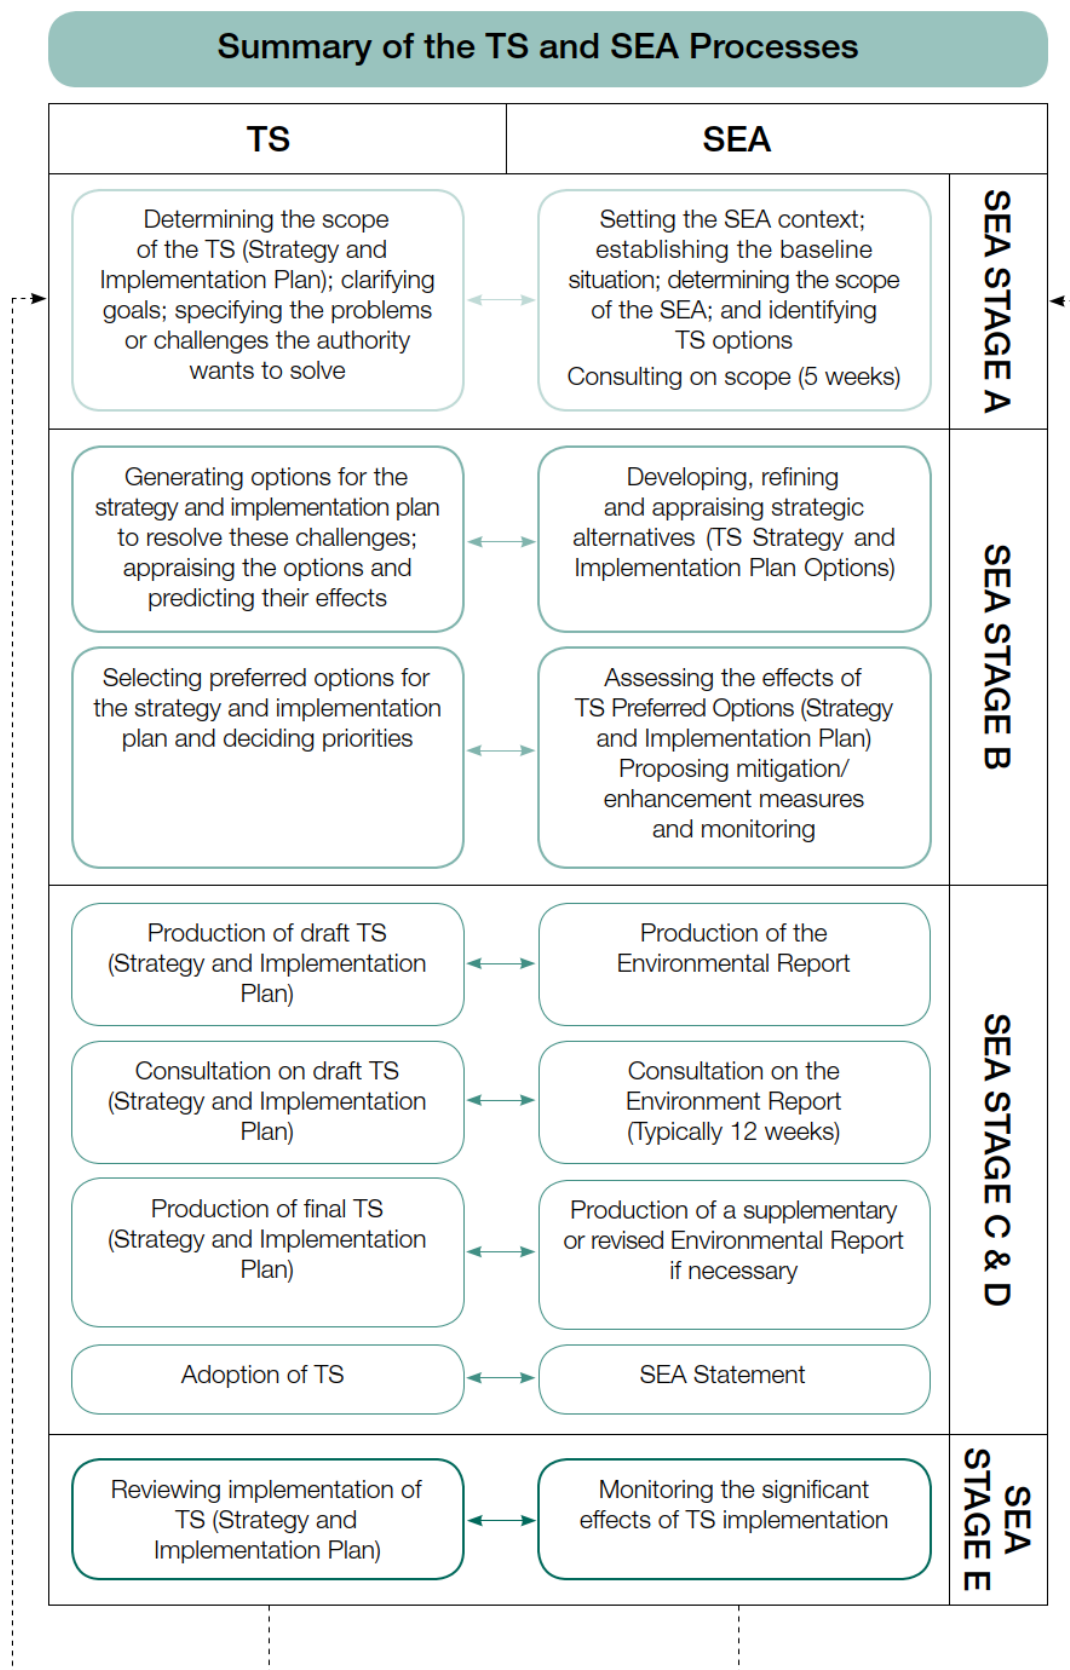 Summary of the TS and SEA Processes
TS
SEA
Determining the scope
of the TS (Strategy and
Implementation Plan); clarifying
goals; specifying the problems
or challenges the authority
wants to solve
Setting the SEA context;
establishing the baseline
situation; determining the scope
of the SEA; and identifying
TS options
Consulting on scope (5 weeks)
SEA STAGE A
Generating options for the
strategy and implementation plan
to resolve these challenges;
appraising the options and
predicting their effects
Developing, refining
and appraising strategic
alternatives (TS Strategy and
Implementation Plan Options)
Selecting preferred options for
the strategy and implementation
plan and deciding priorities
Assessing the effects of
TS Preferred Options (Strategy
and Implementation Plan)
Proposing mitigation/
enhancement measures
and monitoring
SEA STAGE B
Production of draft TS
(Strategy and Implementation
Plan)
Production of the
Environmental Report
Consultation on draft TS
(Strategy and Implementation
Plan)
Consultation on the
Environment Report
(Typically 12 weeks)
Production of final TS
(Strategy and Implementation
Plan)
Production of a supplementary
or revised Environmental Report
if necessary
Adoption of TS
SEA Statement
SEA STAGE C & D
Reviewing implementation of
TS (Strategy and
Implementation Plan)
Monitoring the significant
effects of TS implementation
SEA
STAGE E